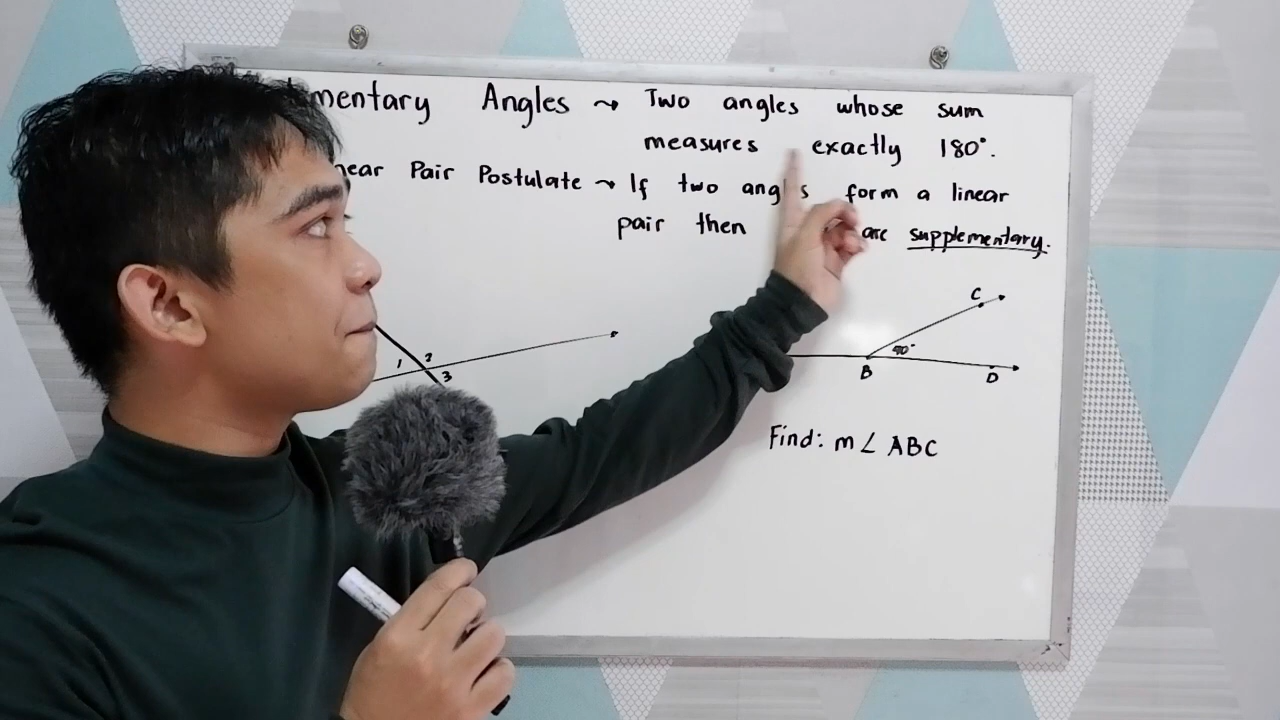 mentary Angles → Two angles whose sum
measures exactly 180°.
near Pair Postulate → If two angles form a linear
pair then are supplementary.
1 2
3
C
B
D
Find: m∠ ABC